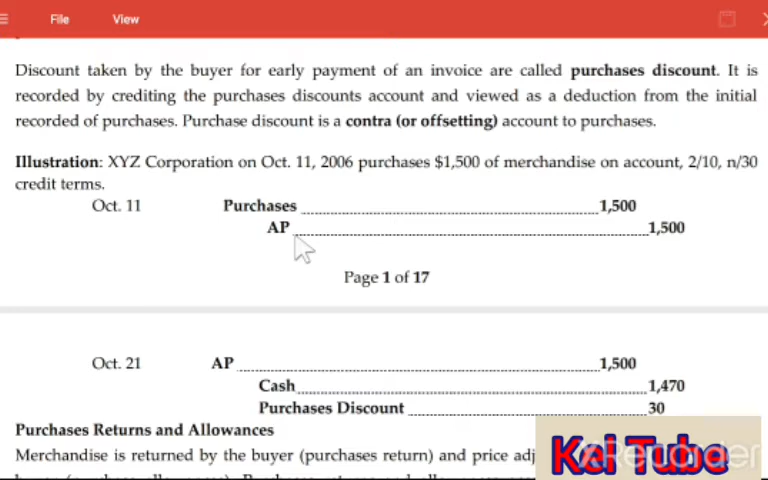 File View
Discount taken by the buyer for early payment of an invoice are called purchases discount. It is
recorded by crediting the purchases discounts account and viewed as a deduction from the initial
recorded of purchases. Purchase discount is a contra (or offsetting) account to purchases.
Illustration: XYZ Corporation on Oct. 11, 2006 purchases $1,500 of merchandise on account, 2/10, n/30
credit terms.
Oct. 11 Purchases 1,500
AP 1,500
Page 1 of 17
Oct. 21 AP 1,500
Cash 1,470
Purchases Discount 30
Purchases Returns and Allowances
Merchandise is returned by the buyer (purchases return) and price adj
Kal Tube